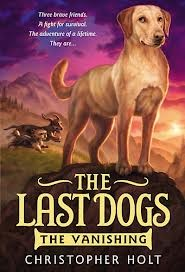 Three brave friends.
A fight for survival.
The adventure of a lifetime.
They are...
THE
LAST DOGS
THE VANISHING
CHRISTOPHER HOLT